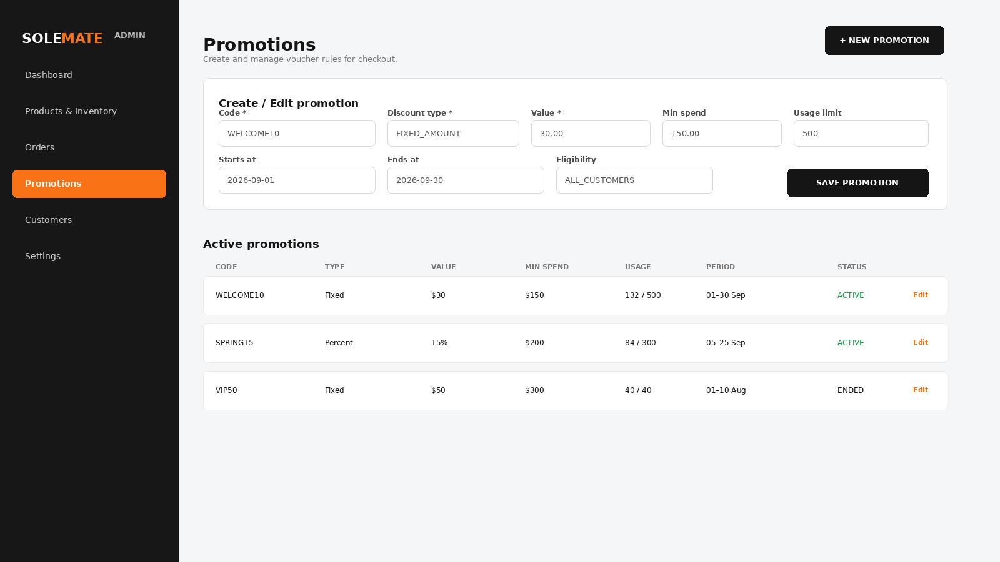 SOLEMATE ADMIN
Dashboard
Products & Inventory
Orders
Promotions
Customers
Settings
Promotions
Create and manage voucher rules for checkout.
+ NEW PROMOTION
Create / Edit promotion
Code * Discount type * Value * Min spend Usage limit
WELCOME10 FIXED_AMOUNT 30.00 150.00 500
Starts at Ends at Eligibility
2026-09-01 2026-09-30 ALL_CUSTOMERS SAVE PROMOTION
Active promotions
CODE TYPE VALUE MIN SPEND USAGE PERIOD STATUS
WELCOME10 Fixed $30 $150 132 / 500 01–30 Sep ACTIVE Edit
SPRING15 Percent 15% $200 84 / 300 05–25 Sep ACTIVE Edit
VIP50 Fixed $50 $300 40 / 40 01–10 Aug ENDED Edit